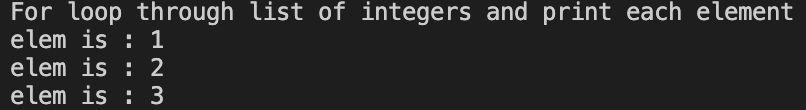 For loop through list of integers and print each element
elem is : 1
elem is : 2
elem is : 3